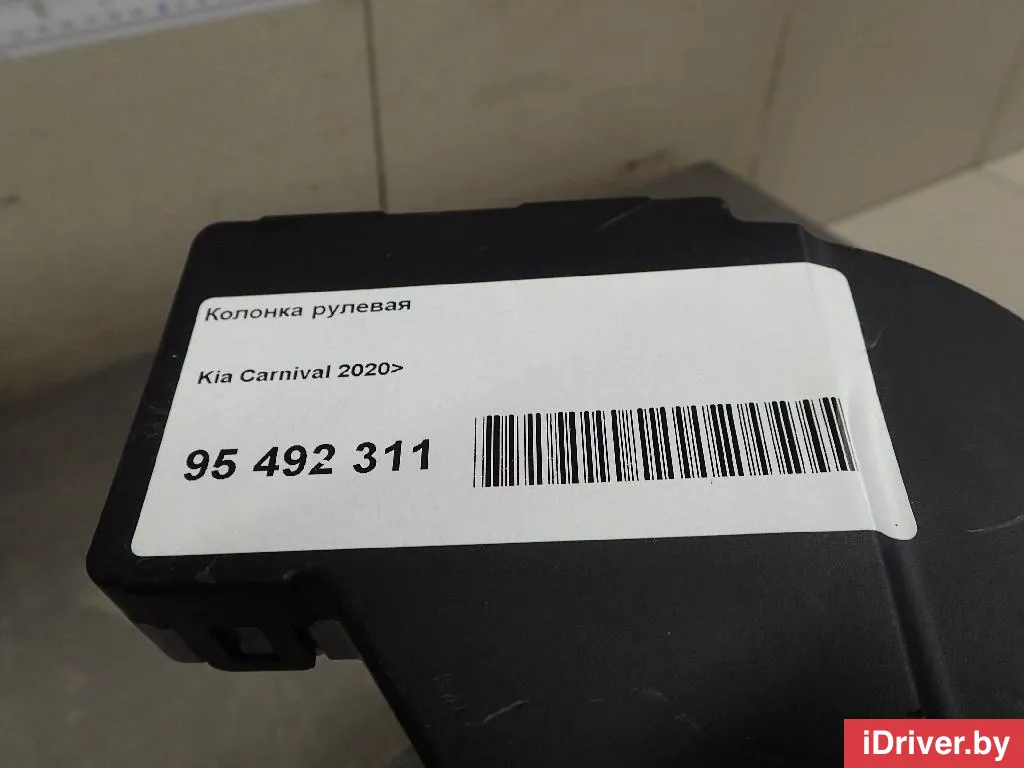 Колонка рулевая
Kia Carnival 2020>
95 492 311
iDriver.by